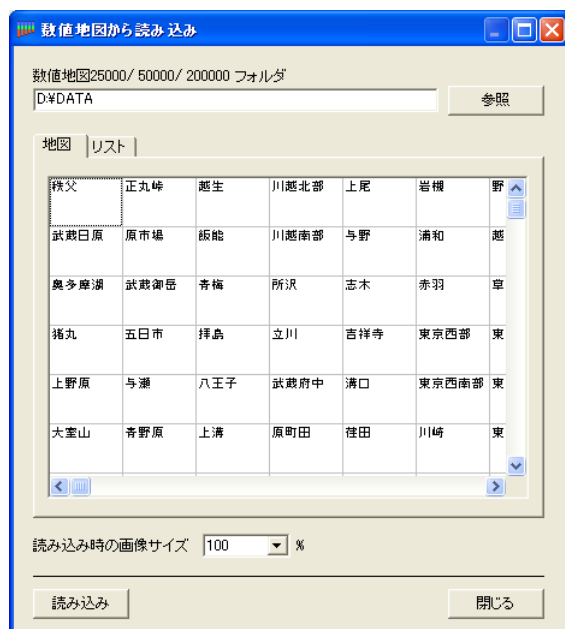 数値地図から読み込み
数値地図25000/ 50000/ 200000 フォルダ
D:¥DATA
参照
地図 リスト
秩父 正丸峠 越生 川越北部 上尾 岩槻 野
武蔵日原 原市場 飯能 川越南部 与野 浦和 越
奥多摩湖 武蔵御岳 青梅 所沢 志木 赤羽 草
猪丸 五日市 拝島 立川 吉祥寺 東京西部 東
上野原 与瀬 八王子 武蔵府中 溝口 東京西南部 東
大室山 青野原 上溝 原町田 荏田 川崎 東
読み込み時の画像サイズ 100 %
読み込み 閉じる